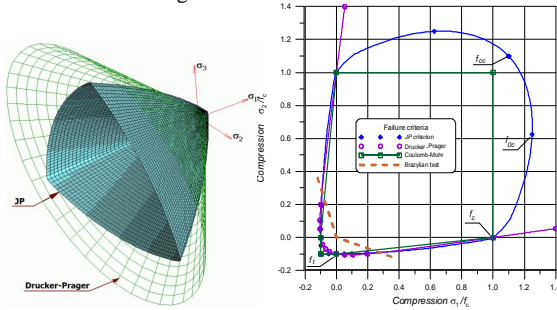 σ3
σ1
σ2
JP
Drucker-Prager
Compression σ2/fc
1.4
1.2
1.0
0.8
0.6
0.4
0.2
0.0
-0.2
fcc
f0c
fc
ft
Failure criteria
JP criterion
Drucker-Prager
Coulomb-Mohr
Brazylian test
-0.2 0.0 0.2 0.4 0.6 0.8 1.0 1.2 1.4
Compression σ1/fc